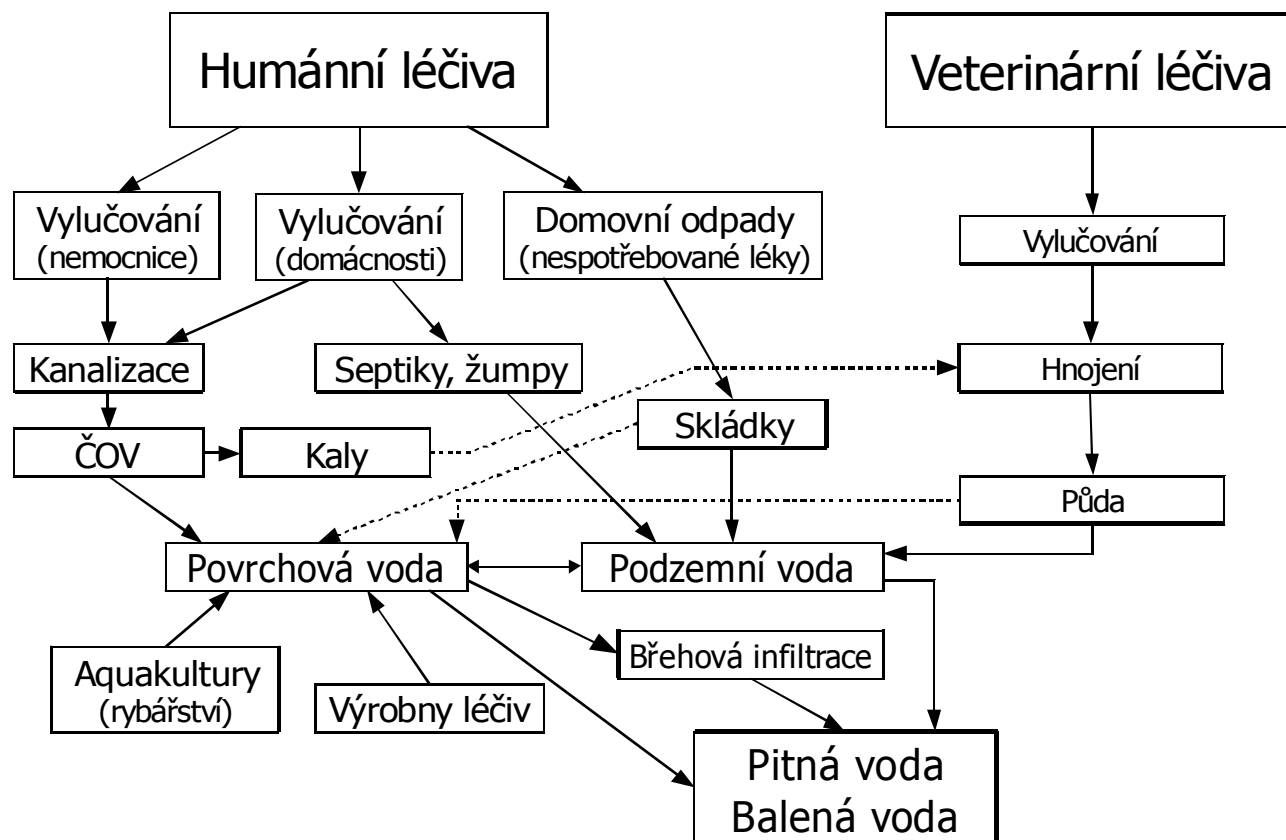 Humánní léčiva
Veterinární léčiva
Vylučování
(nemocnice)
Vylučování
(domácnosti)
Domovní odpady
(nespotřebované léky)
Vylučování
Kanalizace
Septiky, žumpy
Hnojení
Skládky
ČOV
Kaly
Půda
Povrchová voda
Podzemní voda
Břehová infiltrace
Aquakultury
(rybářství)
Výrobny léčiv
Pitná voda
Balená voda